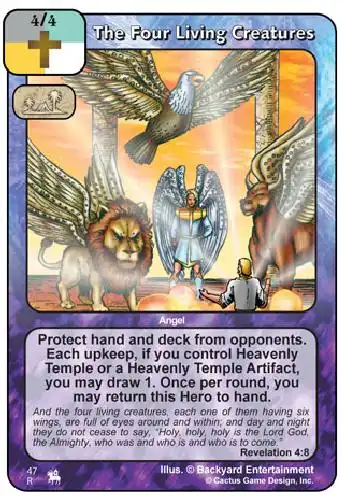 4/4
The Four Living Creatures
Angel
Protect hand and deck from opponents.
Each upkeep, if you control Heavenly
Temple or a Heavenly Temple Artifact,
you may draw 1. Once per round, you
may return this Hero to hand.
And the four living creatures, each one of them having six
wings, are full of eyes around and within; and day and night
they do not cease to say, "Holy, holy, holy is the Lord God,
the Almighty, who was and who is and who is to come."
Revelation 4:8
47
R
Illus. © Backyard Entertainment
© Cactus Game Design, Inc.